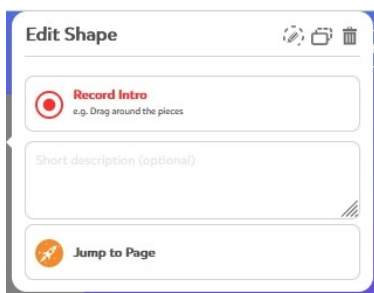 Edit Shape
Record Intro
e.g. Drag around the pieces
Short description (optional)
Jump to Page